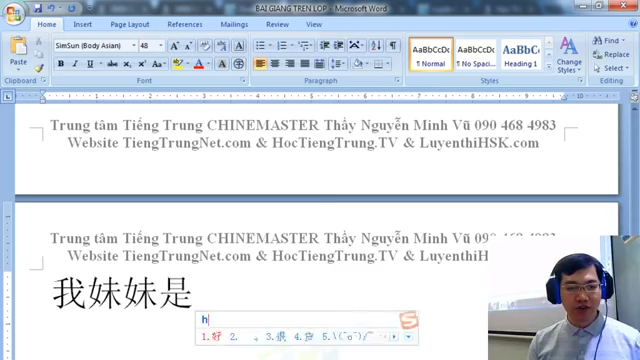 BAI GIANG TREN LOP - Microsoft Word
Home Insert Page Layout References Mailings Review View
SimSun (Body Asian) 48
Paste
AaBbCcDc AaBbCcDc AaBbCc
¶ Normal ¶ No Spaci... Heading 1
Change Styles
Find
Replace
Select
Clipboard Font Paragraph Styles Editing
Trung tâm Tiếng Trung CHINEMASTER Thầy Nguyễn Minh Vũ 090 468 4983
Website TiengTrungNet.com & HocTiengTrung.TV & LuyenthiHSK.com
Trung tâm Tiếng Trung CHINEMASTER Thầy Nguyễn Minh Vũ 090 468 4983
Website TiengTrungNet.com & HocTiengTrung.TV & LuyenthiH
我妹妹是
h
1.好 2. 3.很 4.